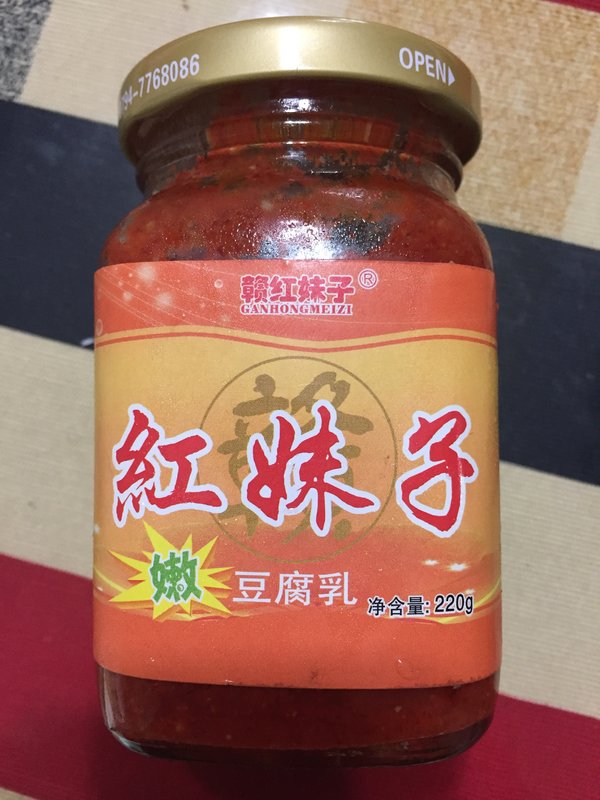 94-7768086
OPEN
赣红妹子®
GANHONGMEIZI
贛
紅妹子
嫩
豆腐乳
净含量: 220g